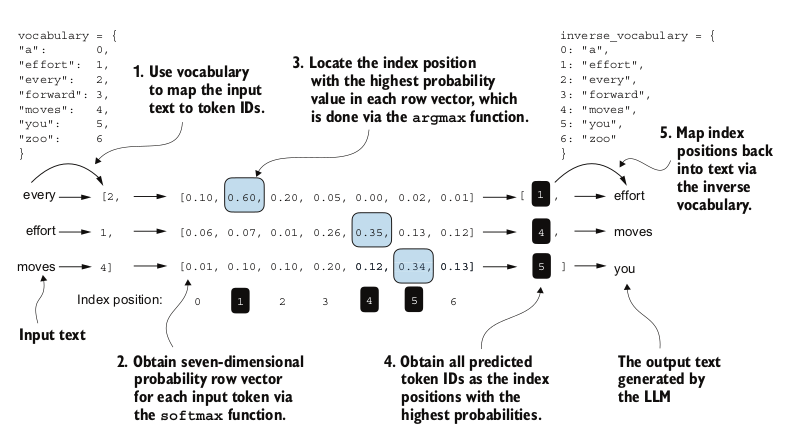 vocabulary = {
"a": 0,
"effort": 1,
"every": 2,
"forward": 3,
"moves": 4,
"you": 5,
"zoo": 6
}
1. Use vocabulary
to map the input
text to token IDs.
3. Locate the index position
with the highest probability
value in each row vector, which
is done via the argmax function.
inverse_vocabulary = {
0: "a",
1: "effort",
2: "every",
3: "forward",
4: "moves",
5: "you",
6: "zoo"
}
5. Map index
positions back
into text via
the inverse
vocabulary.
every [2, [0.10, 0.60, 0.20, 0.05, 0.00, 0.02, 0.01] [ 1 , effort
effort 1, [0.06, 0.07, 0.01, 0.26, 0.35, 0.13, 0.12] 4 , moves
moves 4] [0.01, 0.10, 0.10, 0.20, 0.12, 0.34, 0.13] 5 ] you
Index position: 0 1 2 3 4 5 6
Input text
2. Obtain seven-dimensional
probability row vector
for each input token via
the softmax function.
4. Obtain all predicted
token IDs as the index
positions with the
highest probabilities.
The output text
generated by
the LLM